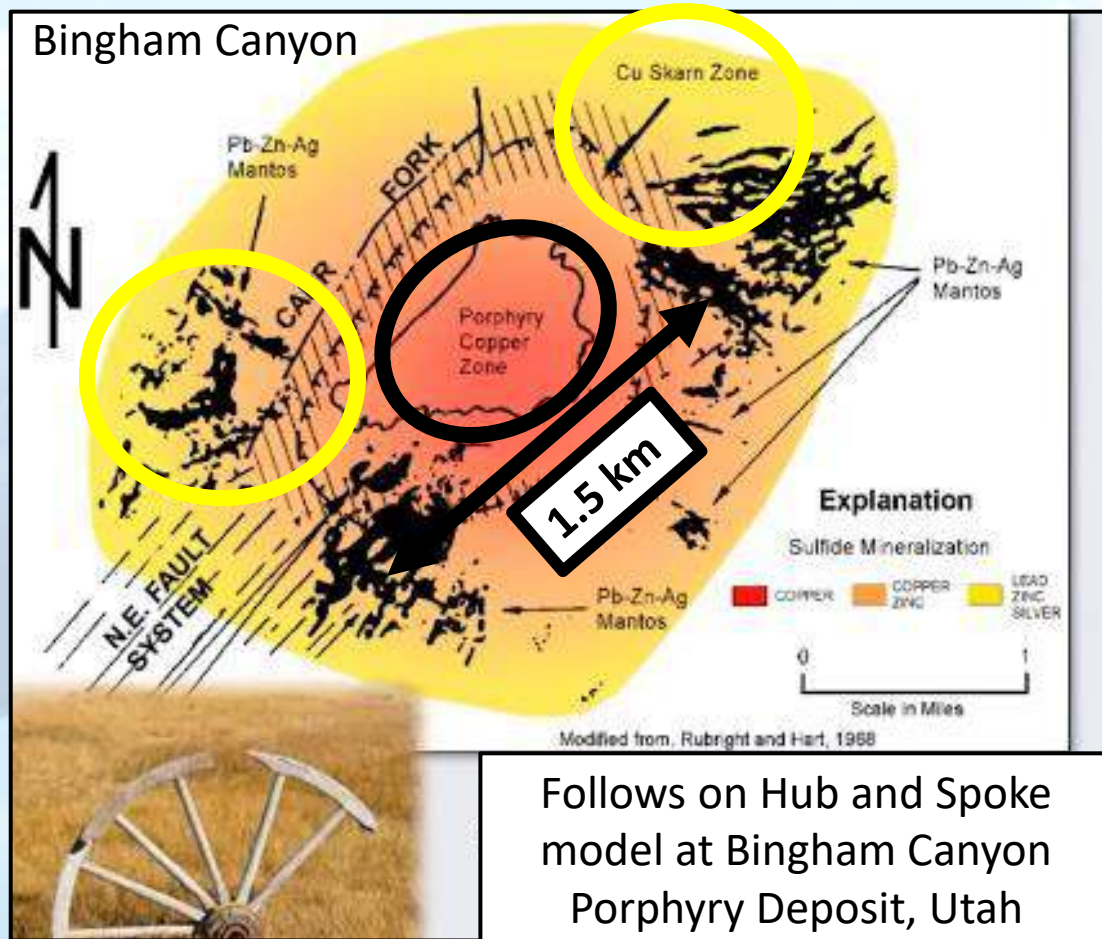 Bingham Canyon
Cu Skarn Zone
Pb-Zn-Ag
Mantos
CARR
FORK
N
Pb-Zn-Ag
Mantos
Porphyry
Copper
Zone
1.5 km
Explanation
Sulfide Mineralization
COPPER
COPPER
ZINC
LEAD
ZINC
SILVER
N.E. FAULT
SYSTEM
Pb-Zn-Ag
Mantos
0
1
Scale in Miles
Modified from, Rubright and Hart, 1968
Follows on Hub and Spoke
model at Bingham Canyon
Porphyry Deposit, Utah